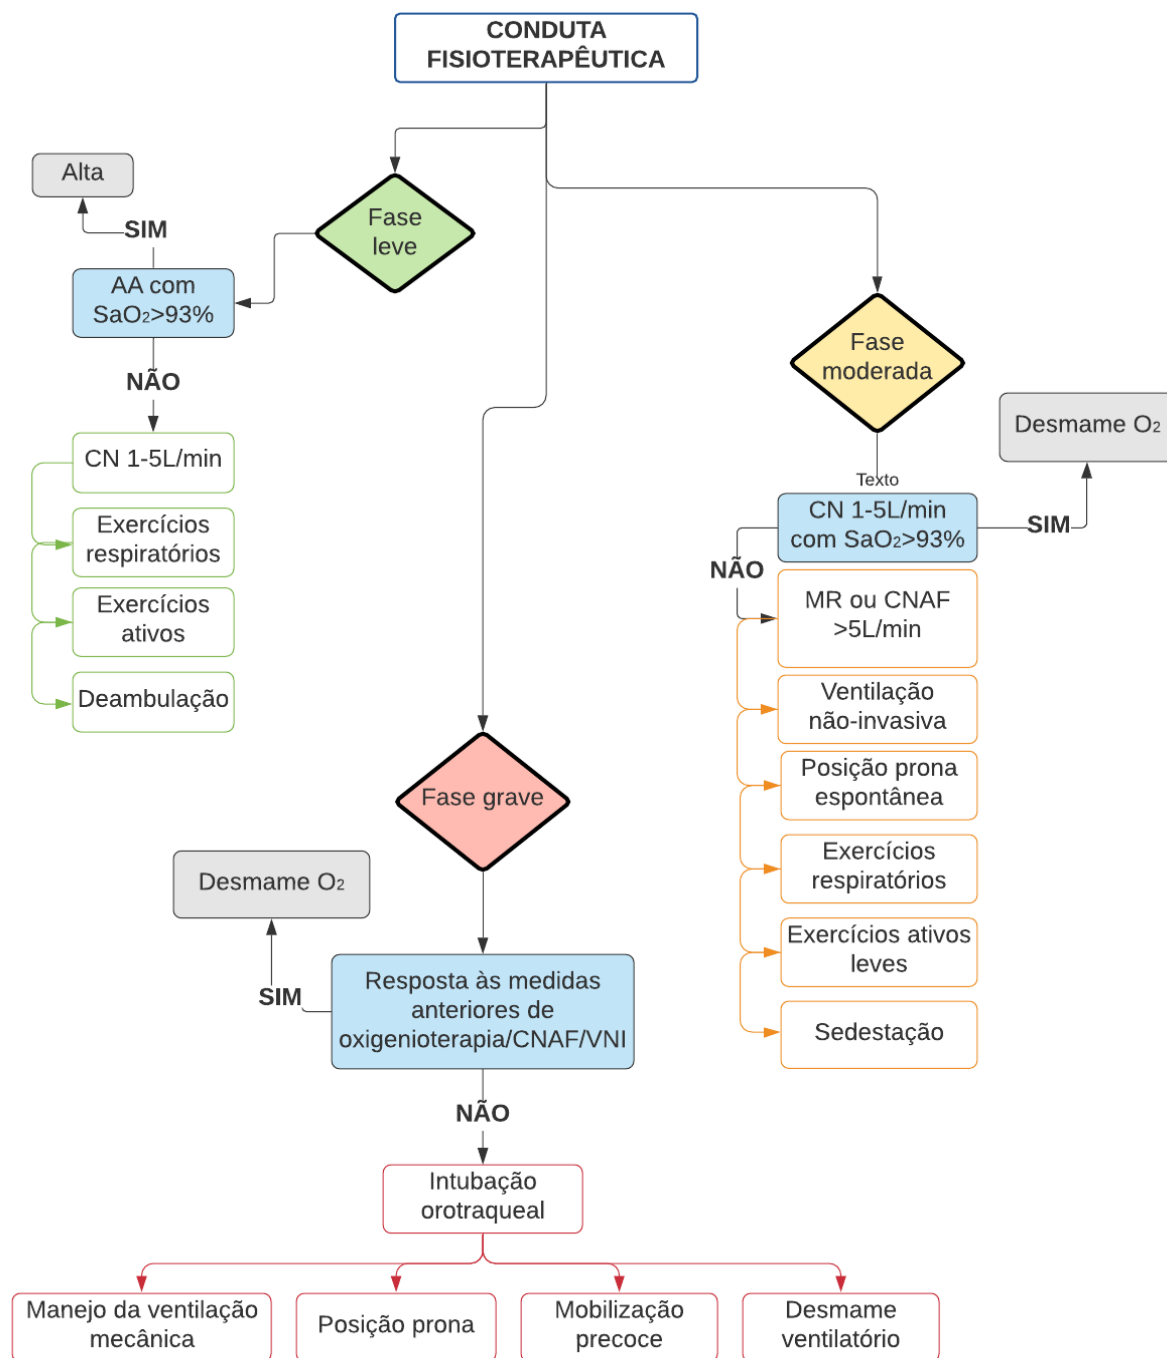 CONDUTA
FISIOTERAPÊUTICA
Alta
SIM
Fase
leve
AA com
SaO₂>93%
NÃO
CN 1-5L/min
Exercícios
respiratórios
Exercícios
ativos
Deambulação
Fase
moderada
Desmame O₂
Texto
CN 1-5L/min
com SaO₂>93%
SIM
NÃO
MR ou CNAF
>5L/min
Ventilação
não-invasiva
Posição prona
espontânea
Exercícios
respiratórios
Exercícios ativos
leves
Sedestação
Fase grave
Desmame O₂
SIM
Resposta às medidas
anteriores de
oxigenioterapia/CNAF/VNI
NÃO
Intubação
orotraqueal
Manejo da ventilação
mecânica
Posição prona
Mobilização
precoce
Desmame
ventilatório